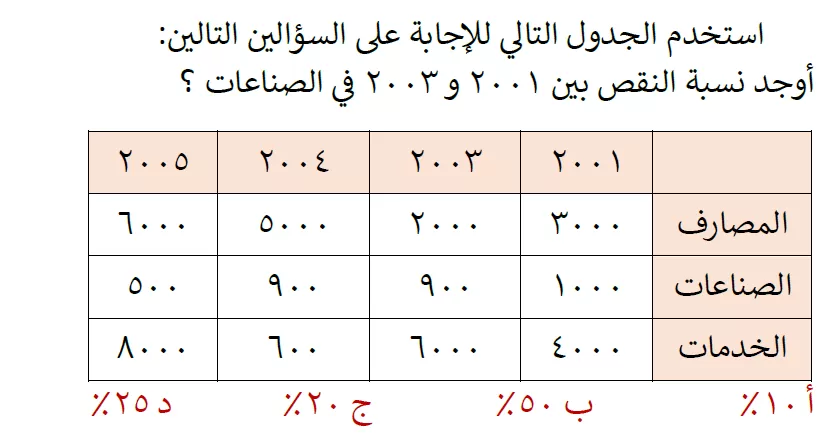 استخدم الجدول التالي للإجابة على السؤالين التالين:
أوجد نسبة النقص بين ٢٠٠١ و ٢٠٠٣ في الصناعات ؟
٢٠٠١ ٢٠٠٣ ٢٠٠٤ ٢٠٠٥
المصارف ٣٠٠٠ ٢٠٠٠ ٥٠٠٠ ٦٠٠٠
الصناعات ١٠٠٠ ٩٠٠ ٩٠٠ ٥٠٠
الخدمات ٤٠٠٠ ٦٠٠٠ ٦٠٠ ٨٠٠٠
أ ١٠٪ ب ٥٠٪ ج ٢٠٪ د ٢٥٪